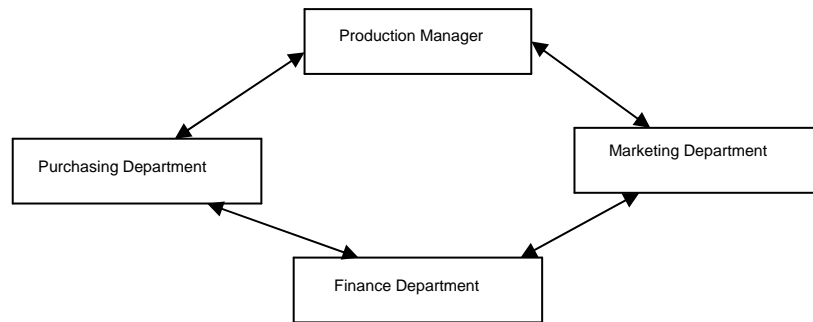 Production Manager
Purchasing Department
Marketing Department
Finance Department